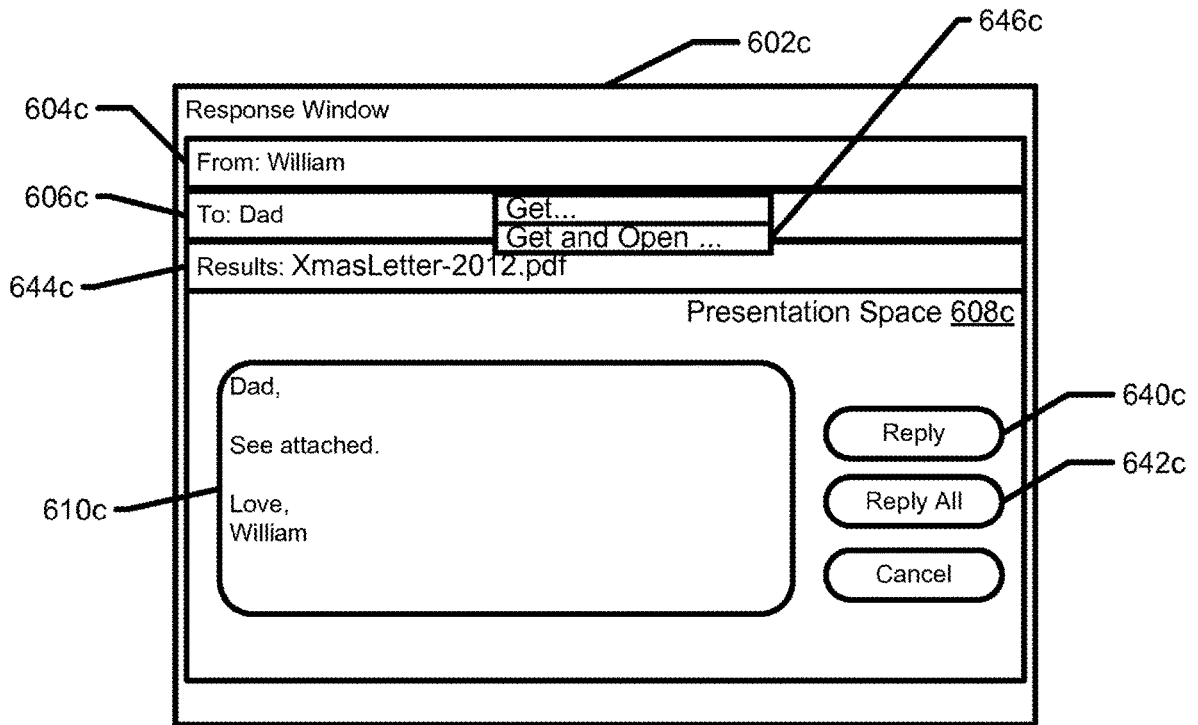 646c
602c
604c
Response Window
From: William
606c
To: Dad
Get...
Get and Open ...
644c
Results: XmasLetter-2012.pdf
Presentation Space 608c
Dad,
See attached.
Love,
William
610c
Reply
640c
Reply All
642c
Cancel